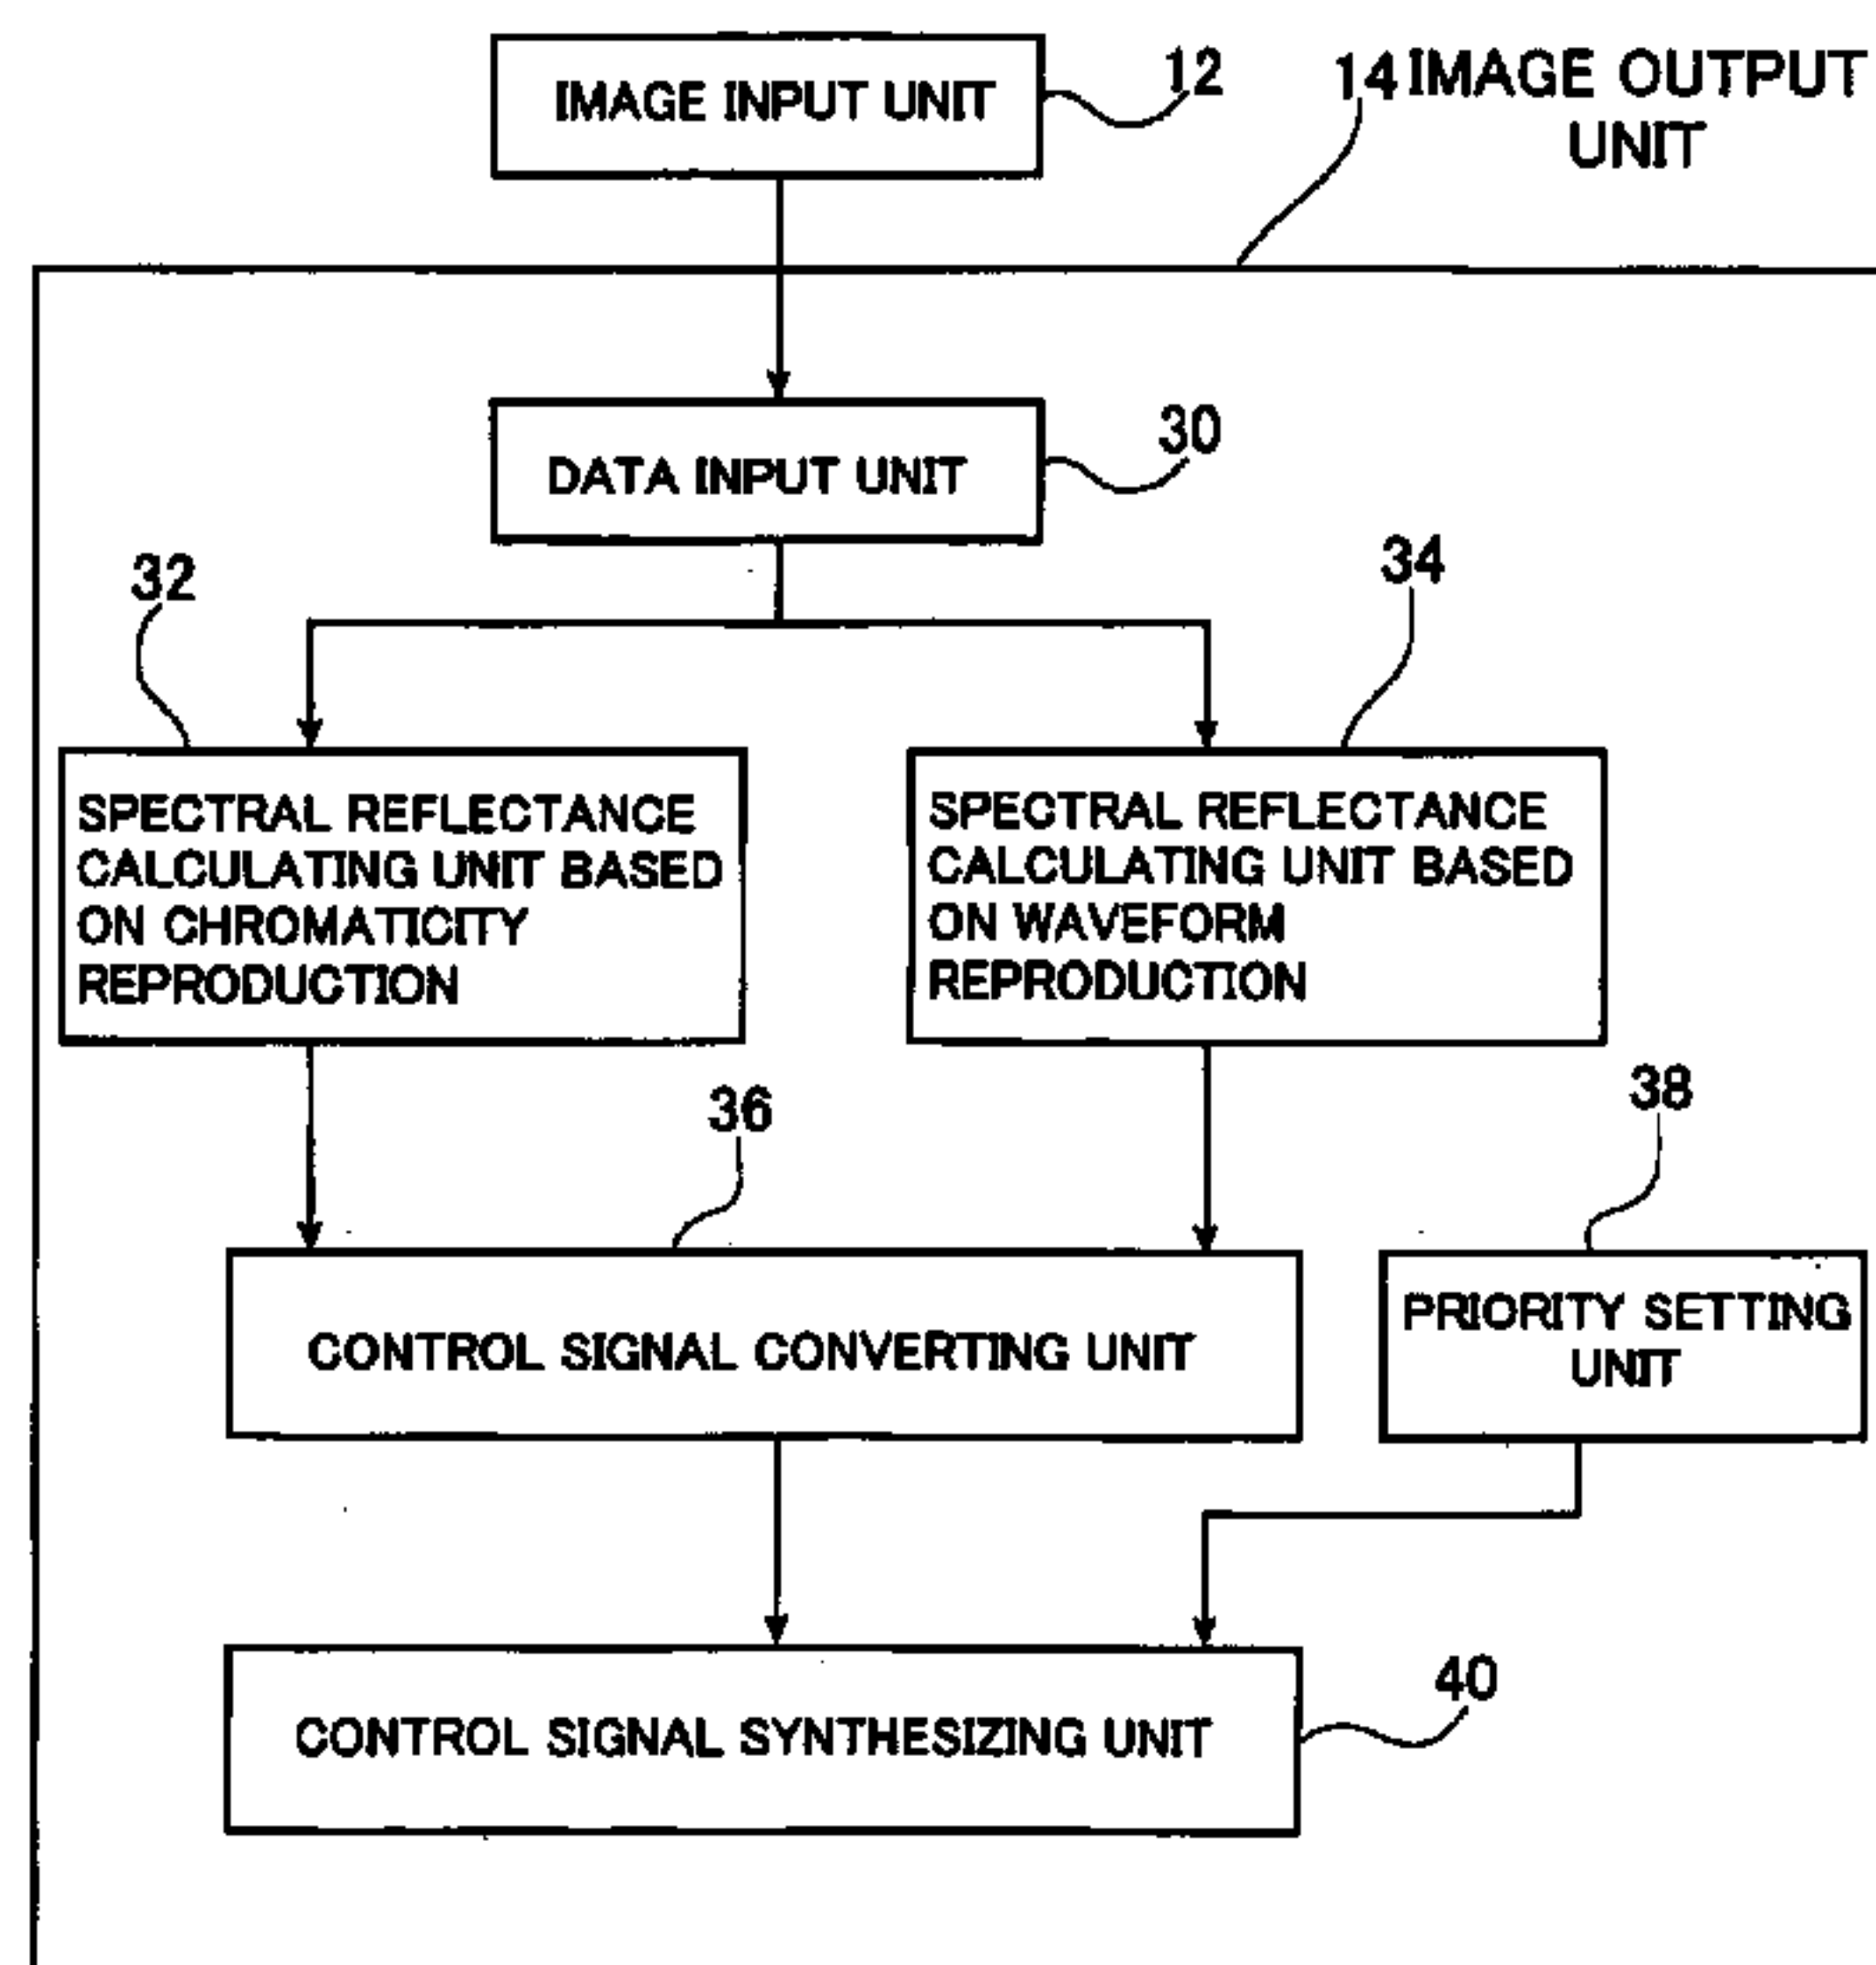 IMAGE INPUT UNIT
12
14 IMAGE OUTPUT
UNIT
DATA INPUT UNIT
30
32
34
SPECTRAL REFLECTANCE
CALCULATING UNIT BASED
ON CHROMATICITY
REPRODUCTION
SPECTRAL REFLECTANCE
CALCULATING UNIT BASED
ON WAVEFORM
REPRODUCTION
36
38
CONTROL SIGNAL CONVERTING UNIT
PRIORITY SETTING
UNIT
40
CONTROL SIGNAL SYNTHESIZING UNIT